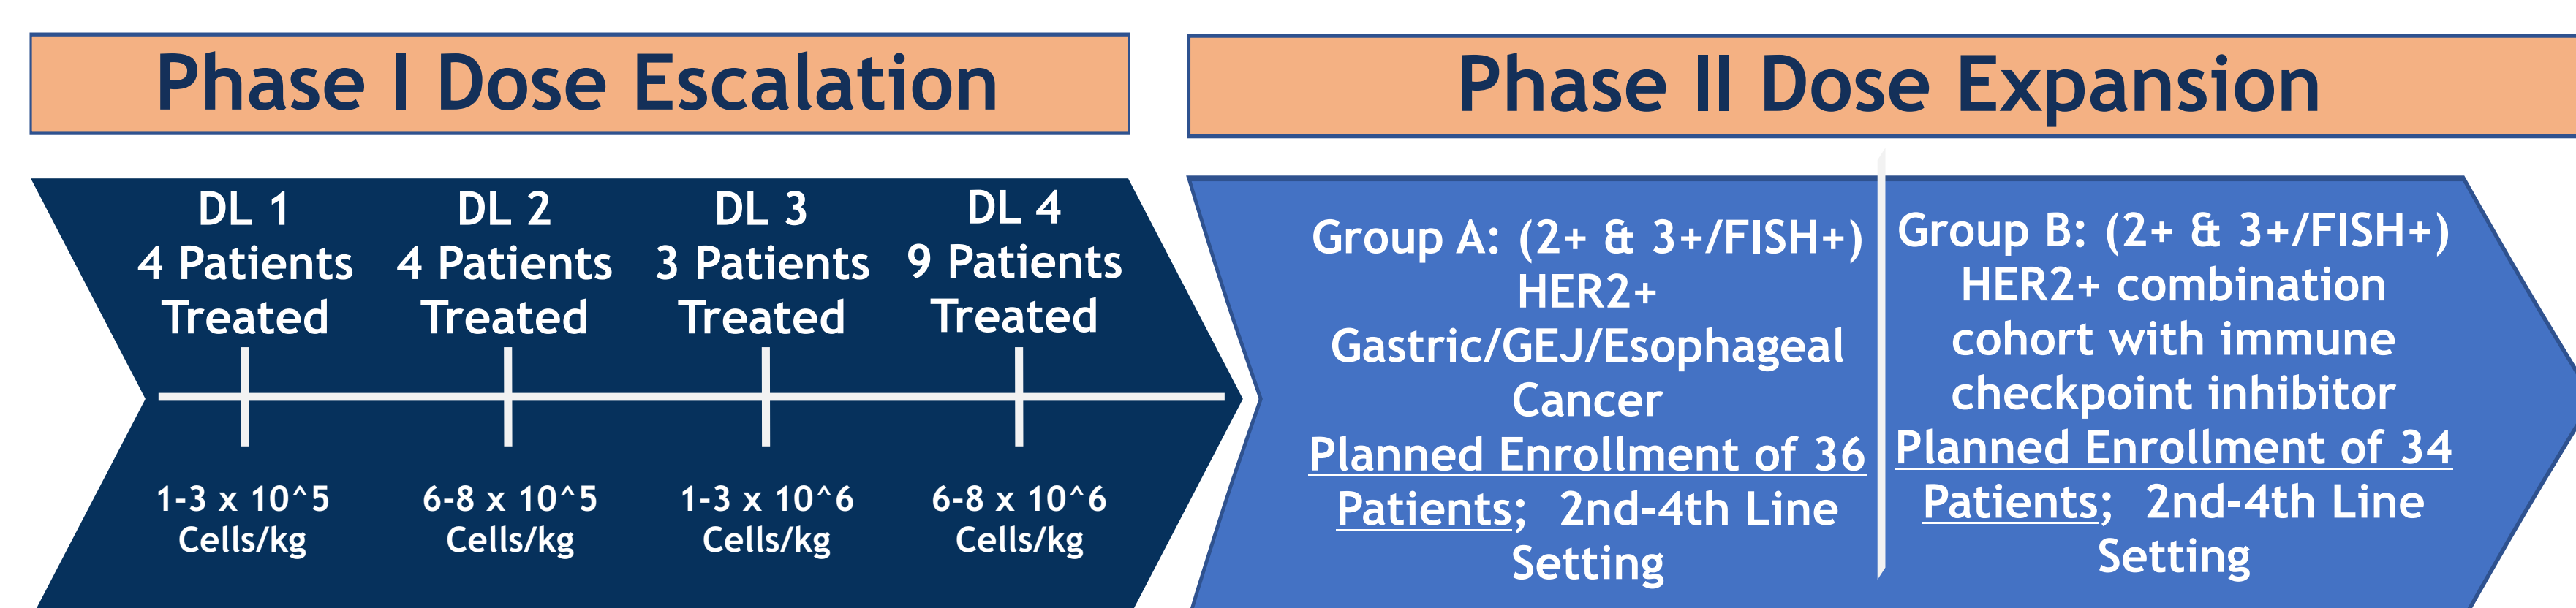 Phase I Dose Escalation
DL 1
4 Patients
Treated
1-3 x 10^5
Cells/kg
DL 2
4 Patients
Treated
6-8 x 10^5
Cells/kg
DL 3
3 Patients
Treated
1-3 x 10^6
Cells/kg
DL 4
9 Patients
Treated
6-8 x 10^6
Cells/kg
Phase II Dose Expansion
Group A: (2+ & 3+/FISH+)
HER2+
Gastric/GEJ/Esophageal
Cancer
Planned Enrollment of 36
Patients; 2nd-4th Line
Setting
Group B: (2+ & 3+/FISH+)
HER2+ combination
cohort with immune
checkpoint inhibitor
Planned Enrollment of 34
Patients; 2nd-4th Line
Setting